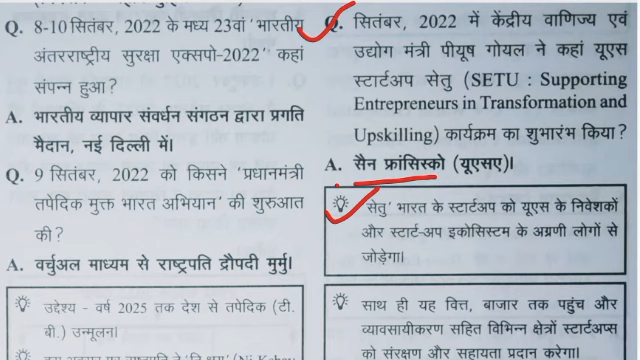 Q. 8-10 सितंबर, 2022 के मध्य 23वां 'भारतीय
अंतरराष्ट्रीय सुरक्षा एक्सपो-2022' कहां
संपन्न हुआ?
A. भारतीय व्यापार संवर्धन संगठन द्वारा प्रगति
मैदान, नई दिल्ली में।
Q. 9 सितंबर, 2022 को किसने 'प्रधानमंत्री
तपेदिक मुक्त भारत अभियान' की शुरुआत
की?
A. वर्चुअल माध्यम से राष्ट्रपति द्रौपदी मुर्मु।
उद्देश्य - वर्ष 2025 तक देश से तपेदिक (टी.
बी.) उन्मूलन।
Q. सितंबर, 2022 में केंद्रीय वाणिज्य एवं
उद्योग मंत्री पीयूष गोयल ने कहां यूएस
स्टार्टअप सेतु (SETU : Supporting
Entrepreneurs in Transformation and
Upskilling) कार्यक्रम का शुभारंभ किया?
A. सैन फ्रांसिस्को (यूएसए)।
सेतु' भारत के स्टार्टअप को यूएस के निवेशकों
और स्टार्ट-अप इकोसिस्टम के अग्रणी लोगों से
जोड़ेगा।
साथ ही यह वित्त, बाजार तक पहुंच और
व्यावसायीकरण सहित विभिन्न क्षेत्रों स्टार्टअप्स
को संरक्षण और सहायता प्रदान करेगा।